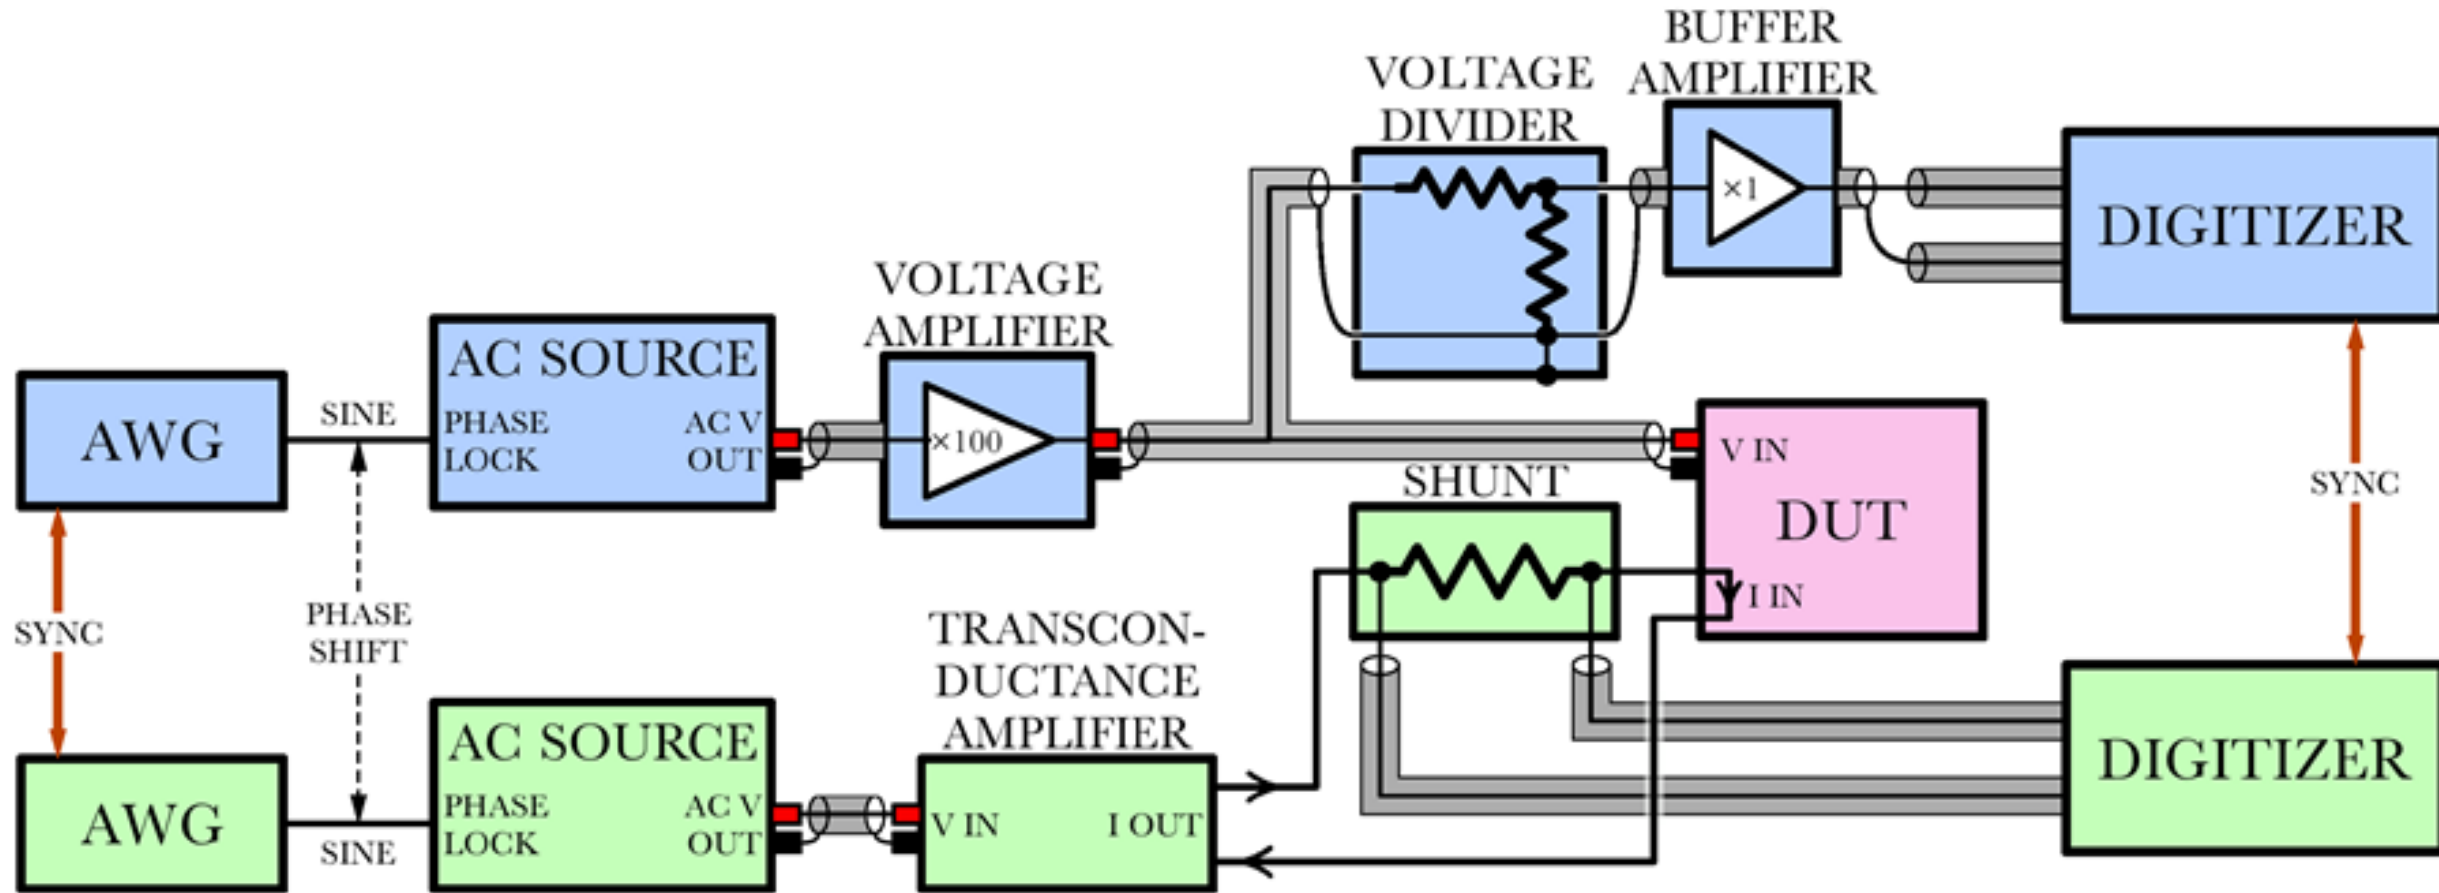 BUFFER
AMPLIFIER
VOLTAGE
DIVIDER
×1
DIGITIZER
VOLTAGE
AMPLIFIER
×100
AC SOURCE
PHASE
LOCK
AC V
OUT
SINE
AWG
V IN
DUT
I IN
SHUNT
SYNC
SYNC
PHASE
SHIFT
TRANSCON-
DUCTANCE
AMPLIFIER
V IN
I OUT
AC SOURCE
PHASE
LOCK
AC V
OUT
AWG
SINE
DIGITIZER